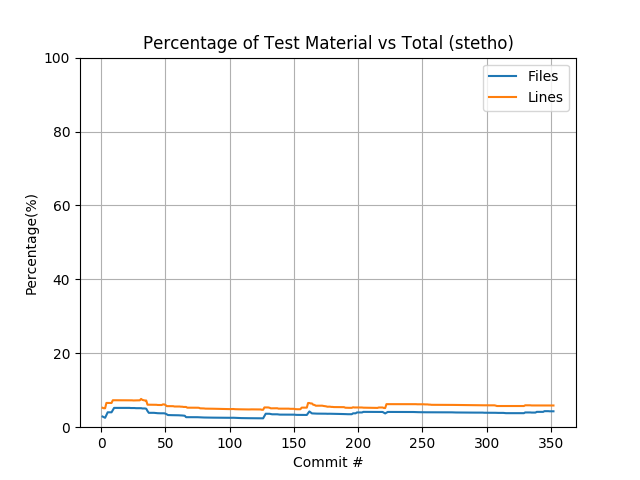 Percentage of Test Material vs Total (stetho)
Files
Lines
100
80
60
40
20
0
Percentage(%)
0 50 100 150 200 250 300 350
Commit #